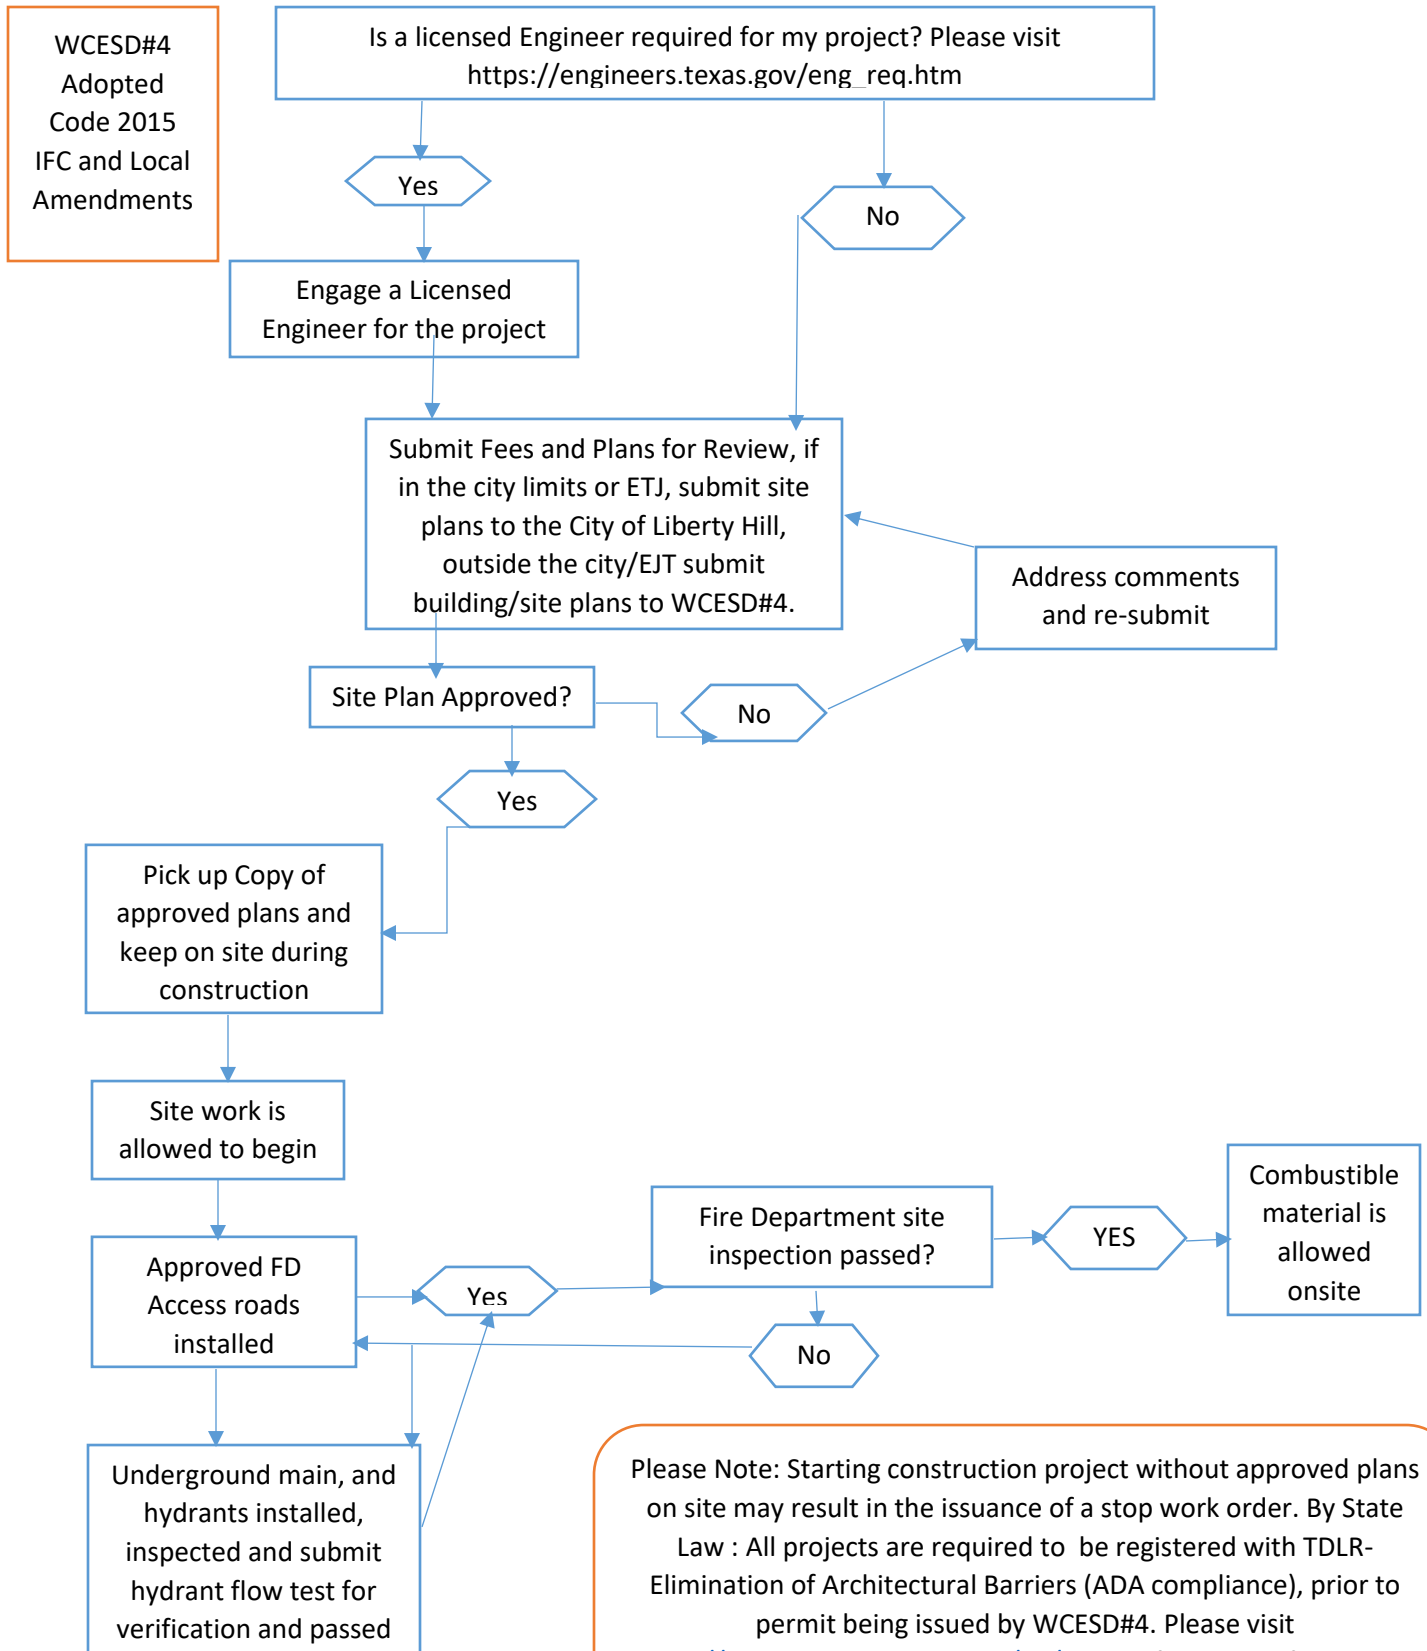 WCESD#4
Adopted
Code 2015
IFC and Local
Amendments
Is a licensed Engineer required for my project? Please visit
https://engineers.texas.gov/eng_req.htm
Yes
No
Engage a Licensed
Engineer for the project
Submit Fees and Plans for Review, if
in the city limits or ETJ, submit site
plans to the City of Liberty Hill,
outside the city/EJT submit
building/site plans to WCESD#4.
Address comments
and re-submit
Site Plan Approved?
No
Yes
Pick up Copy of
approved plans and
keep on site during
construction
Site work is
allowed to begin
Approved FD
Access roads
installed
Yes
Fire Department site
inspection passed?
YES
Combustible
material is
allowed
onsite
No
Underground main, and
hydrants installed,
inspected and submit
hydrant flow test for
verification and passed
Please Note: Starting construction project without approved plans
on site may result in the issuance of a stop work order. By State
Law : All projects are required to  be registered with TDLR-
Elimination of Architectural Barriers (ADA compliance), prior to
permit being issued by WCESD#4. Please visit